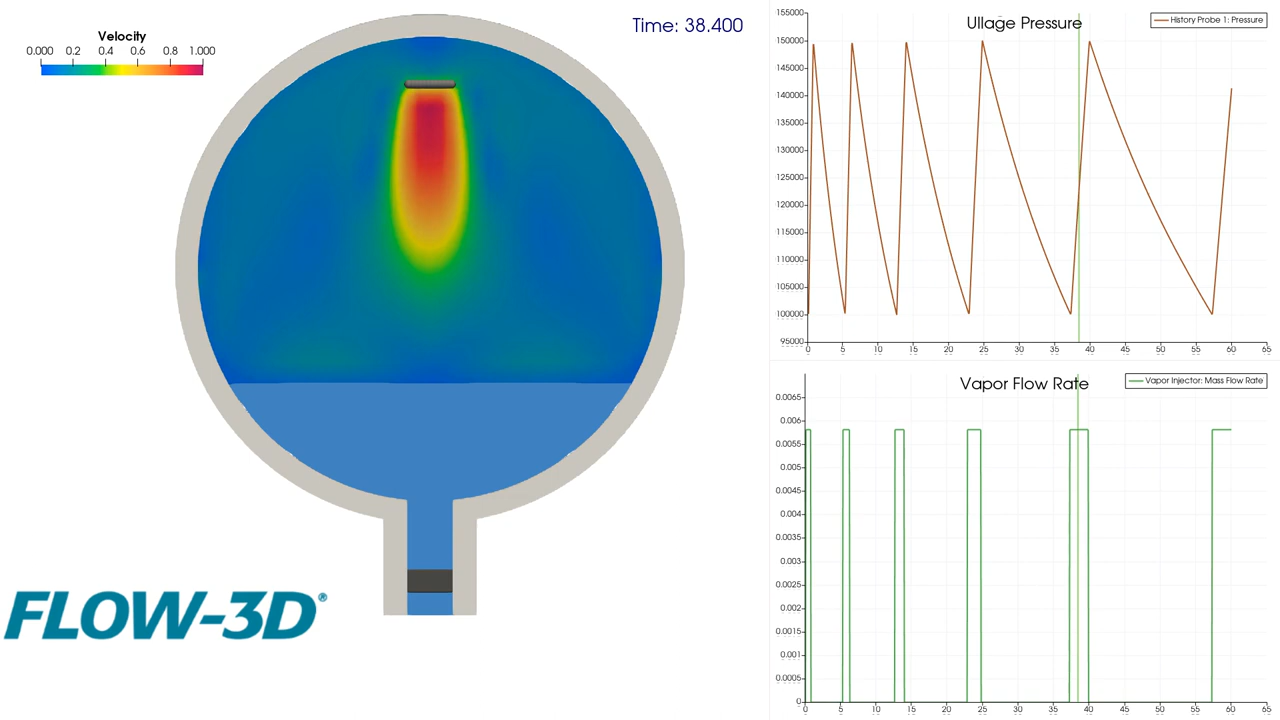 Velocity
0.000 0.2 0.4 0.6 0.8 1.000
Time: 38.400
FLOW-3D®
Ullage Pressure
History Probe 1: Pressure
155000
150000
145000
140000
135000
130000
125000
120000
115000
110000
105000
100000
95000
0 5 10 15 20 25 30 35 40 45 50 55 60 65
Vapor Flow Rate
Vapor Injector: Mass Flow Rate
0.0065
0.006
0.0055
0.005
0.0045
0.004
0.0035
0.003
0.0025
0.002
0.0015
0.001
0.0005
0
0 5 10 15 20 25 30 35 40 45 50 55 60 65